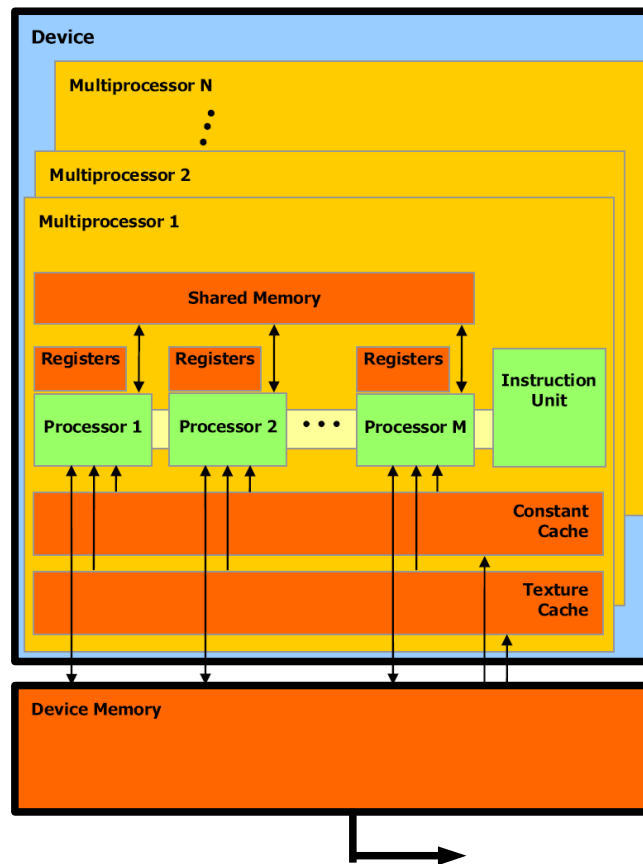 Device
Multiprocessor N
Multiprocessor 2
Multiprocessor 1
Shared Memory
Registers
Registers
Registers
Instruction
Unit
Processor 1
Processor 2
Processor M
Constant
Cache
Texture
Cache
Device Memory